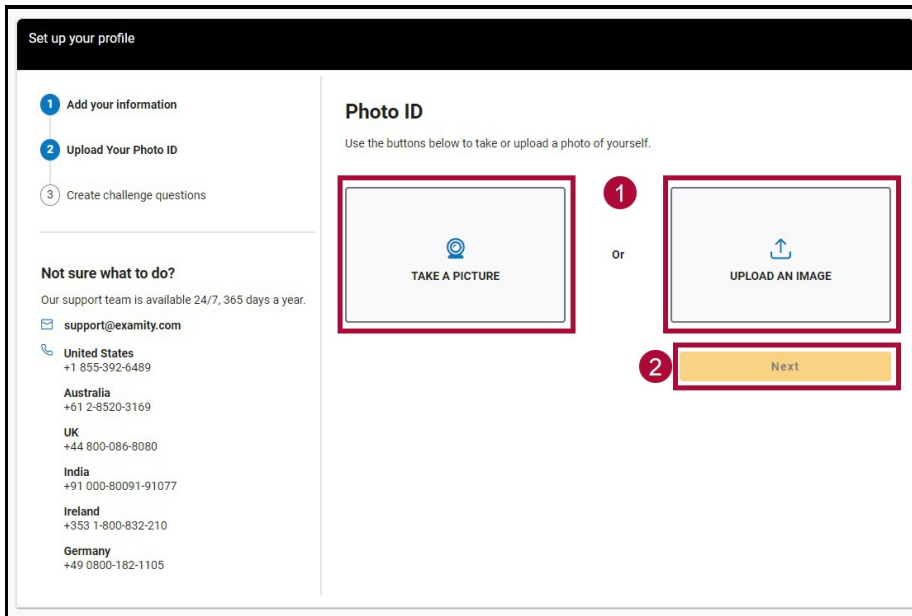 Set up your profile
1 Add your information
2 Upload Your Photo ID
3 Create challenge questions
Not sure what to do?
Our support team is available 24/7, 365 days a year.
support@examity.com
United States
+1 855-392-6489
Australia
+61 2-8520-3169
UK
+44 800-086-8080
India
+91 000-80091-91077
Ireland
+353 1-800-832-210
Germany
+49 0800-182-1105
Photo ID
Use the buttons below to take or upload a photo of yourself.
1
TAKE A PICTURE
Or
UPLOAD AN IMAGE
2
Next